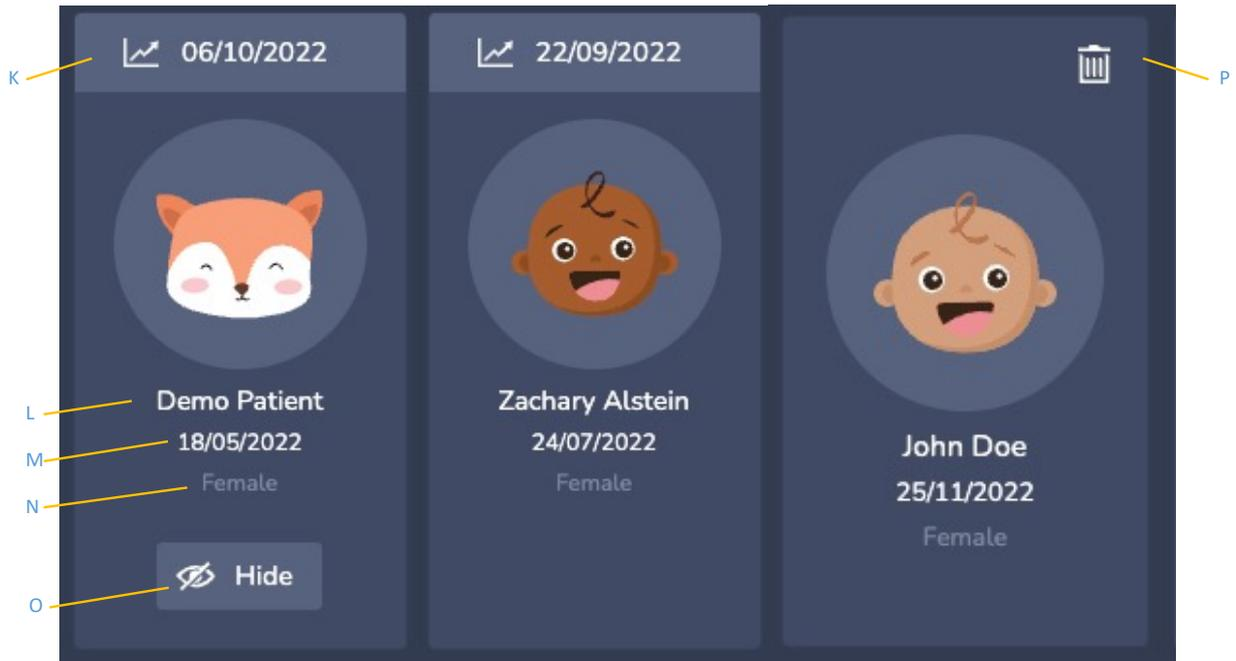 06/10/2022
22/09/2022
K
P
Demo Patient
Zachary Alstein
L
18/05/2022
24/07/2022
John Doe
M
Female
Female
25/11/2022
N
Female
Hide
O